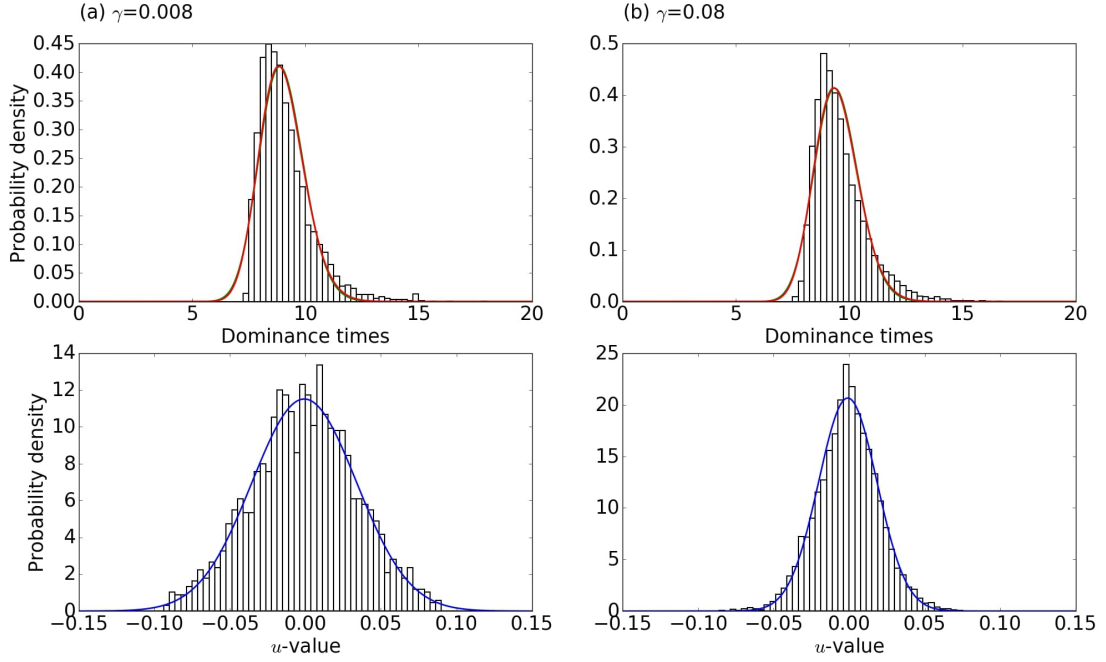 (a) γ=0.008
(b) γ=0.08
Probability density
0.45
0.40
0.35
0.30
0.25
0.20
0.15
0.10
0.05
0.00
0 5 10 15 20
Dominance times
0.5
0.4
0.3
0.2
0.1
0.0
0 5 10 15 20
Dominance times
Probability density
14
12
10
8
6
4
2
0
−0.15 −0.10 −0.05 0.00 0.05 0.10
u-value
25
20
15
10
5
0
−0.15 −0.10 −0.05 0.00 0.05 0.10 0.15
u-value